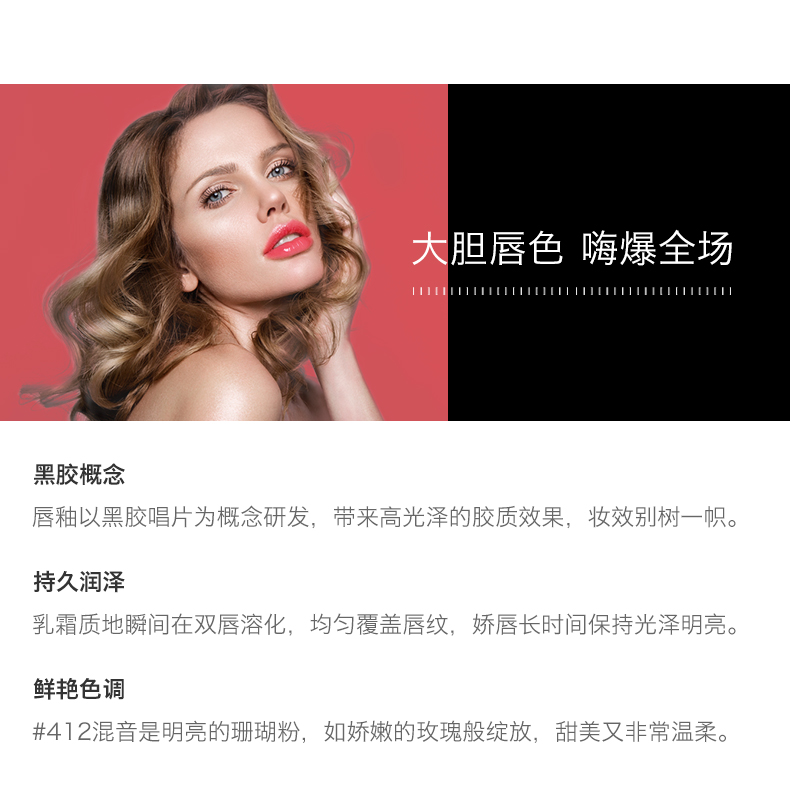 大胆唇色 嗨爆全场
黑胶概念
唇釉以黑胶唱片为概念研发，带来高光泽的胶质效果，妆效别树一帜。
持久润泽
乳霜质地瞬间在双唇溶化，均匀覆盖唇纹，娇唇长时间保持光泽明亮。
鲜艳色调
#412混音是明亮的珊瑚粉，如娇嫩的玫瑰般绽放，甜美又非常温柔。